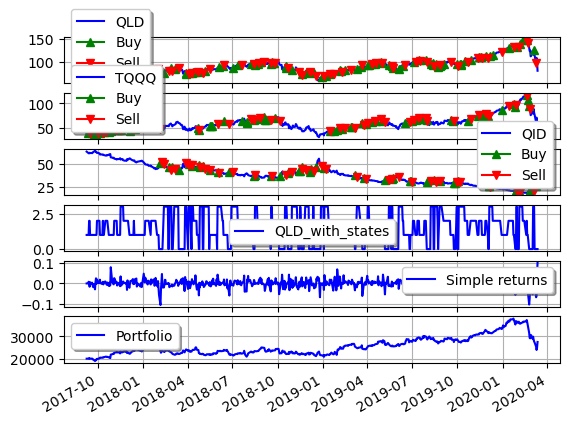 QLD
Buy
Sell
150
100
TQQQ
Buy
Sell
100
50
QID
Buy
Sell
50
25
QLD_with_states
2.5
0.0
Simple returns
0.1
0.0
-0.1
Portfolio
30000
20000
2017-10 2018-01 2018-04 2018-07 2018-10 2019-01 2019-04 2019-07 2019-10 2020-01 2020-04